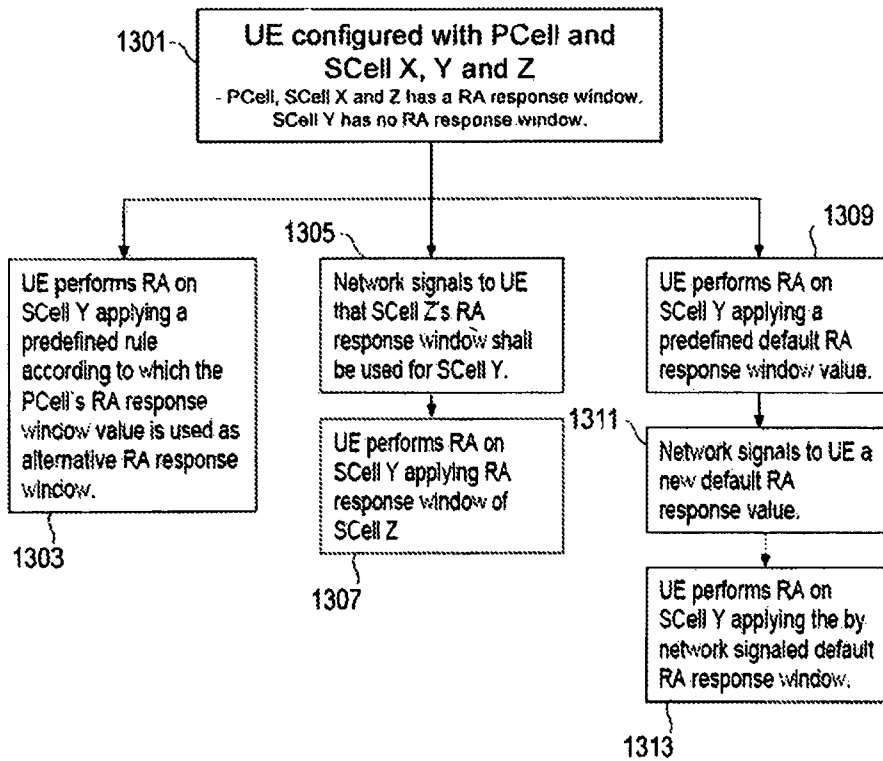 1301
UE configured with PCell and
SCell X, Y and Z
- PCell, SCell X and Z has a RA response window.
SCell Y has no RA response window.
1303
UE performs RA on
SCell Y applying a
predefined rule
according to which the
PCell's RA response
window value is used as
alternative RA response
window.
1305
Network signals to UE
that SCell Z's RA
response window shall
be used for SCell Y.
1307
UE performs RA on
SCell Y applying RA
response window of
SCell Z
1309
UE performs RA on
SCell Y applying a
predefined default RA
response window value.
1311
Network signals to UE a
new default RA
response value.
UE performs RA on
SCell Y applying the by
network signaled default
RA response window.
1313